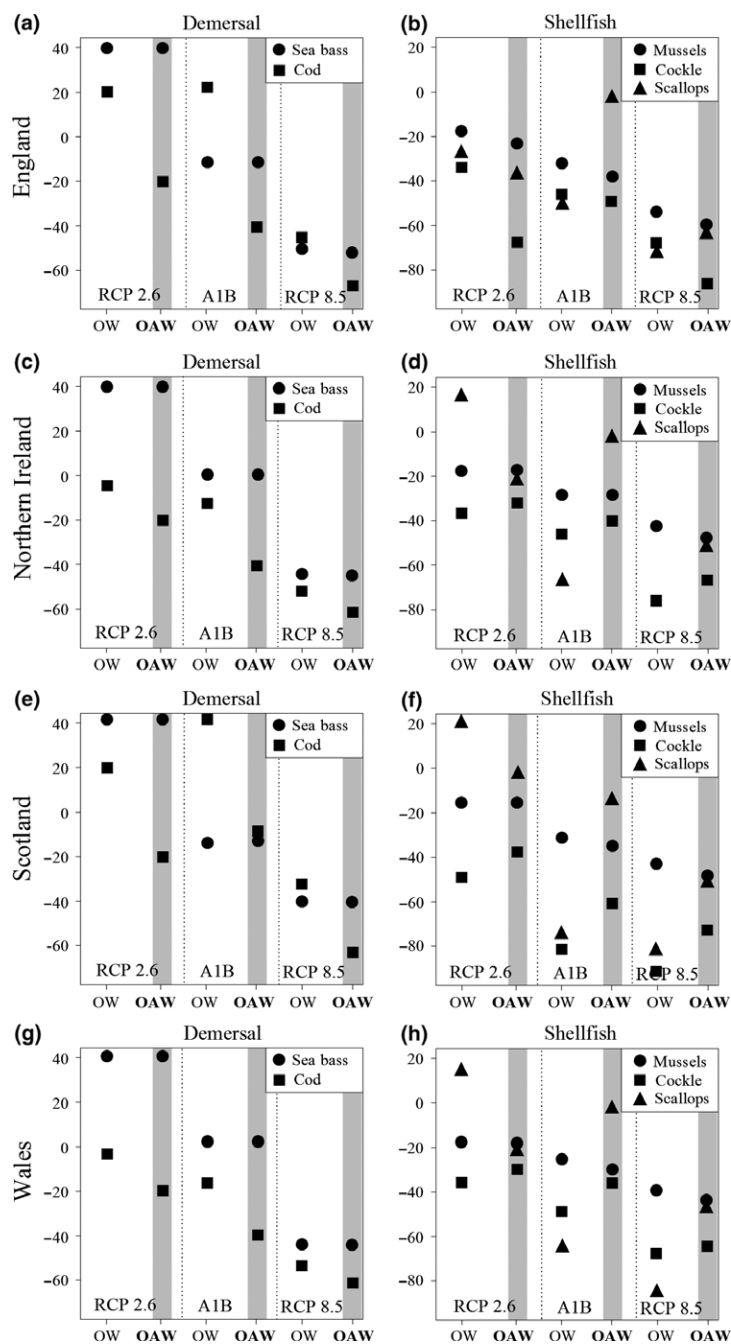 (a) Demersal
England
40
20
0
−20
−40
−60
Sea bass
Cod
RCP 2.6 A1B RCP 8.5
OW OAW OW OAW OW OAW
(b) Shellfish
20
0
−20
−40
−60
−80
Mussels
Cockle
Scallops
RCP 2.6 A1B RCP 8.5
OW OAW OW OAW OW OAW
(c) Demersal
Northern Ireland
40
20
0
−20
−40
−60
Sea bass
Cod
RCP 2.6 A1B RCP 8.5
OW OAW OW OAW OW OAW
(d) Shellfish
20
0
−20
−40
−60
−80
Mussels
Cockle
Scallops
RCP 2.6 A1B RCP 8.5
OW OAW OW OAW OW OAW
(e) Demersal
Scotland
40
20
0
−20
−40
−60
Sea bass
Cod
RCP 2.6 A1B RCP 8.5
OW OAW OW OAW OW OAW
(f) Shellfish
20
0
−20
−40
−60
−80
Mussels
Cockle
Scallops
RCP 2.6 A1B RCP 8.5
OW OAW OW OAW OW OAW
(g) Demersal
Wales
40
20
0
−20
−40
−60
Sea bass
Cod
RCP 2.6 A1B RCP 8.5
OW OAW OW OAW OW OAW
(h) Shellfish
20
0
−20
−40
−60
−80
Mussels
Cockle
Scallops
RCP 2.6 A1B RCP 8.5
OW OAW OW OAW OW OAW